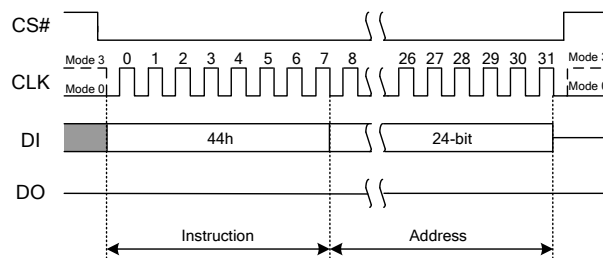 CS#
Mode 3 0 1 2 3 4 5 6 7 8 26 27 28 29 30 31 Mode 3
CLK
Mode 0 Mode 0
DI 44h 24-bit
DO
Instruction Address